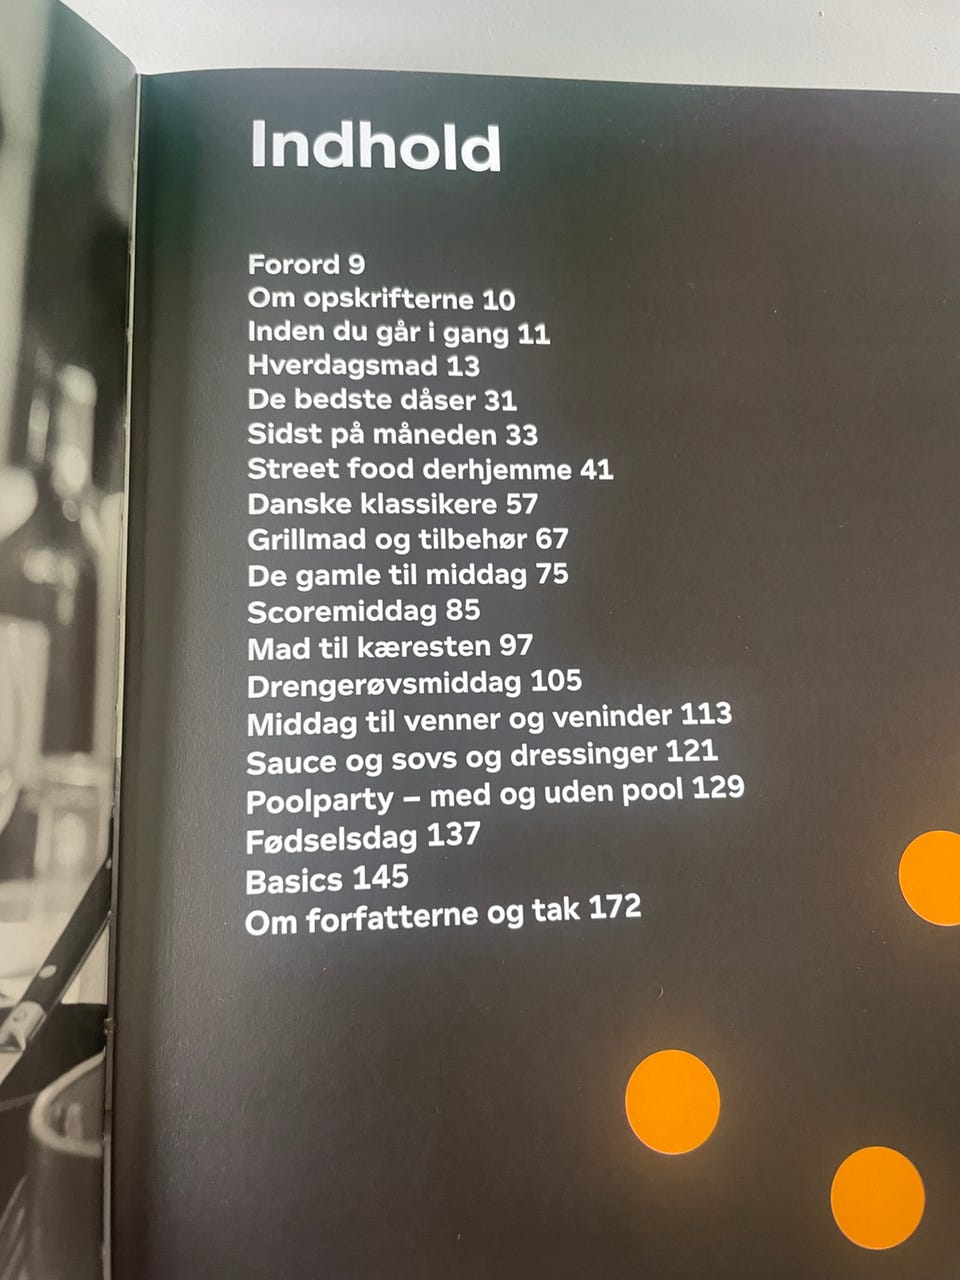 Indhold
Forord 9
Om opskrifterne 10
Inden du går i gang 11
Hverdagsmad 13
De bedste dåser 31
Sidst på måneden 33
Street food derhjemme 41
Danske klassikere 57
Grillmad og tilbehør 67
De gamle til middag 75
Scoremiddag 85
Mad til kæresten 97
Drengerøvsmiddag 105
Middag til venner og veninder 113
Sauce og sovs og dressinger 121
Poolparty – med og uden pool 129
Fødselsdag 137
Basics 145
Om forfatterne og tak 172